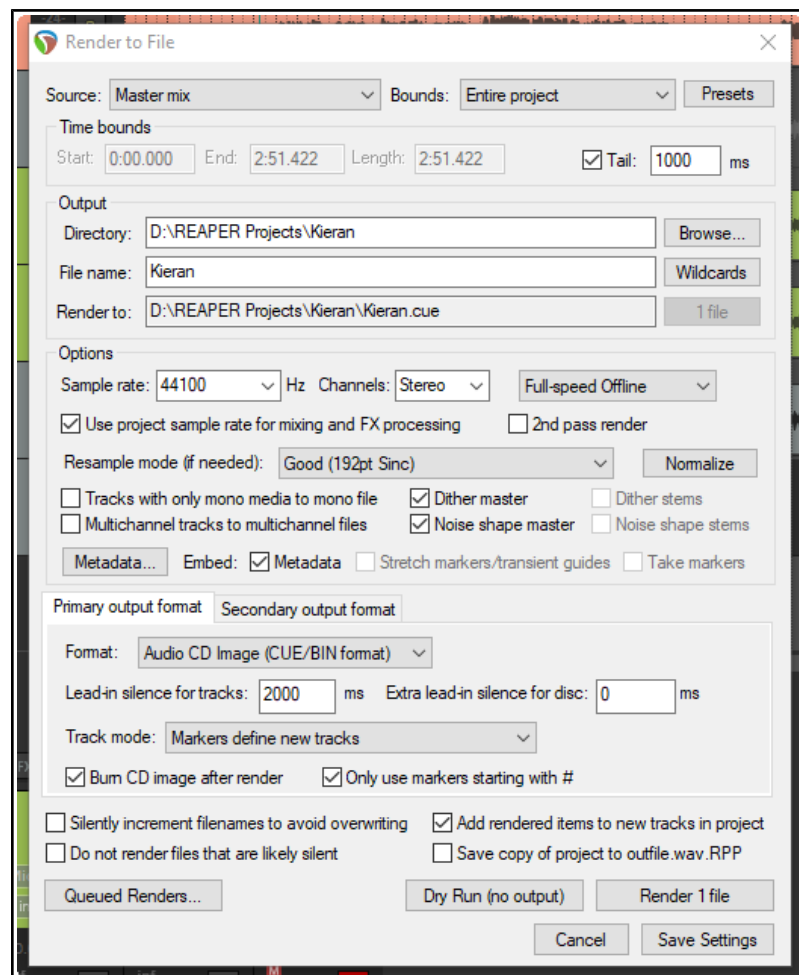 -24-
Render to File
Source: Master mix Bounds: Entire project Presets
Time bounds
Start: 0:00.000 End: 2:51.422 Length: 2:51.422 Tail: 1000 ms
Output
Directory: D:\REAPER Projects\Kieran Browse...
File name: Kieran Wildcards
Render to: D:\REAPER Projects\Kieran\Kieran.cue 1 file
Options
Sample rate: 44100 Hz Channels: Stereo Full-speed Offline
Use project sample rate for mixing and FX processing 2nd pass render
Resample mode (if needed): Good (192pt Sinc) Normalize
Tracks with only mono media to mono file Dither master Dither stems
Multichannel tracks to multichannel files Noise shape master Noise shape stems
Metadata... Embed: Metadata Stretch markers/transient guides Take markers
Primary output format Secondary output format
Format: Audio CD Image (CUE/BIN format)
Lead-in silence for tracks: 2000 ms Extra lead-in silence for disc: 0 ms
Track mode: Markers define new tracks
Burn CD image after render Only use markers starting with #
Silently increment filenames to avoid overwriting Add rendered items to new tracks in project
Do not render files that are likely silent Save copy of project to outfile.wav.RPP
Queued Renders... Dry Run (no output) Render 1 file
Cancel Save Settings
M